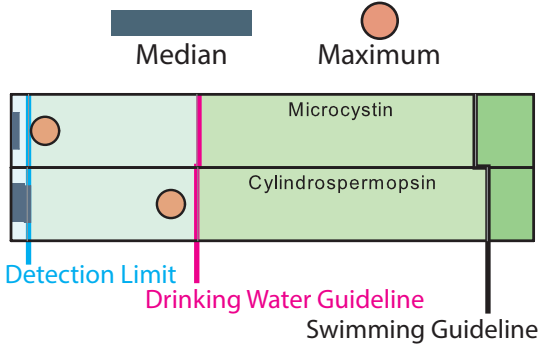 Median
Maximum
Microcystin
Cylindrospermopsin
Detection Limit
Drinking Water Guideline
Swimming Guideline